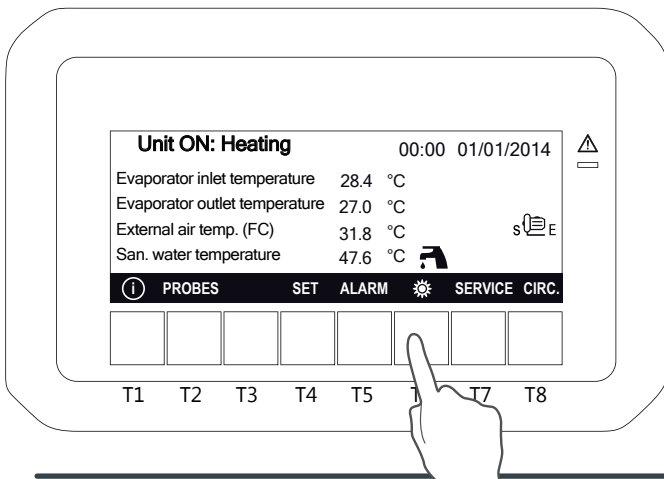 Unit ON: Heating 00:00 01/01/2014
Evaporator inlet temperature 28.4 °C
Evaporator outlet temperature 27.0 °C
External air temp. (FC) 31.8 °C
S E
San. water temperature 47.6 °C
i PROBES SET ALARM SERVICE CIRC.
T1 T2 T3 T4 T5 T T7 T8